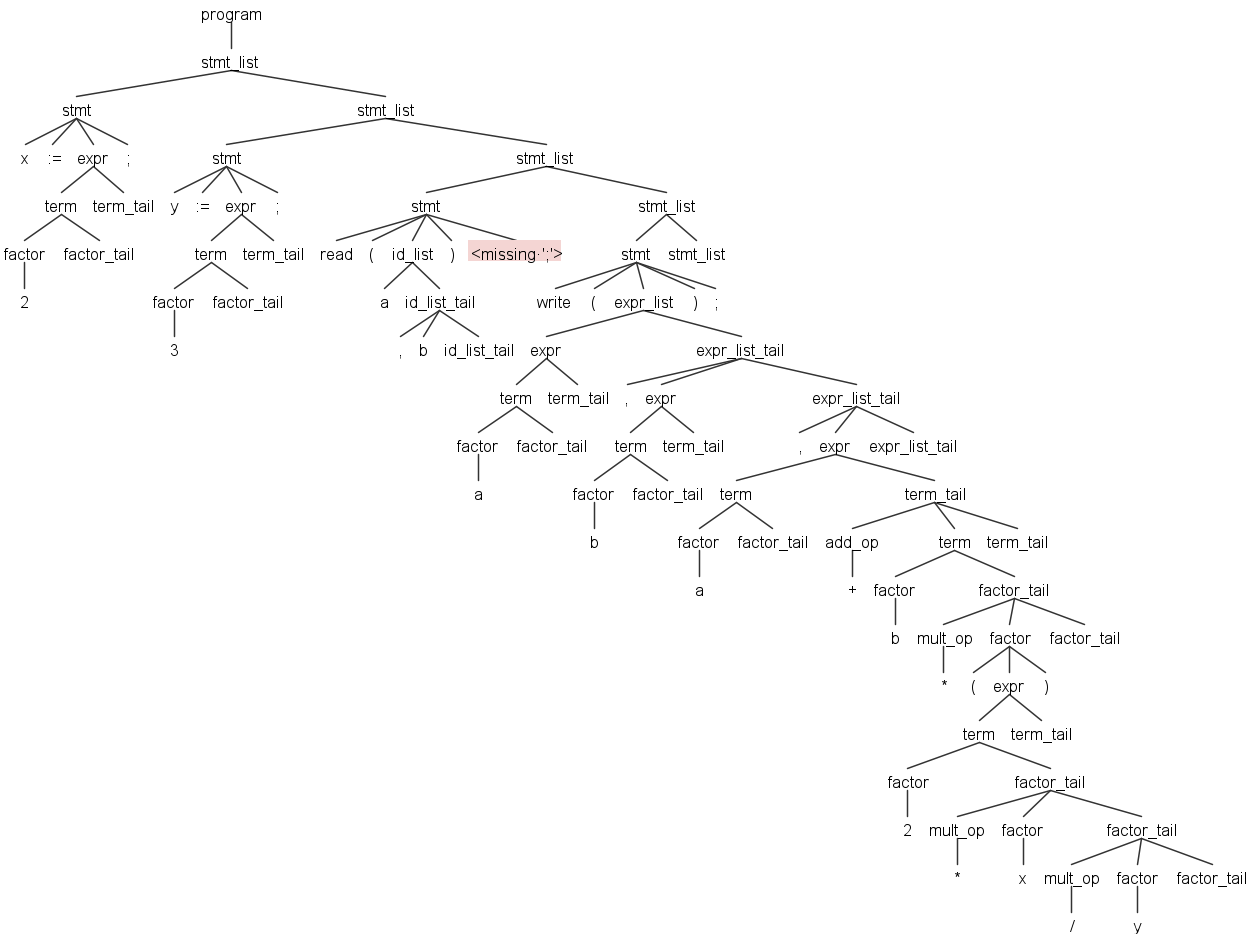 program
stmt_list
stmt stmt_list
x := expr ; stmt stmt_list
term term_tail y := expr ; stmt stmt_list
factor factor_tail term term_tail read ( id_list ) <missing·';'> stmt stmt_list
2 factor factor_tail a id_list_tail write ( expr_list ) ;
3 , b id_list_tail expr expr_list_tail
term term_tail , expr expr_list_tail
factor factor_tail term term_tail , expr expr_list_tail
a factor factor_tail term term_tail
b factor factor_tail add_op term term_tail
a + factor factor_tail
b mult_op factor factor_tail
* ( expr )
term term_tail
factor factor_tail
2 mult_op factor factor_tail
* x mult_op factor factor_tail
/ y